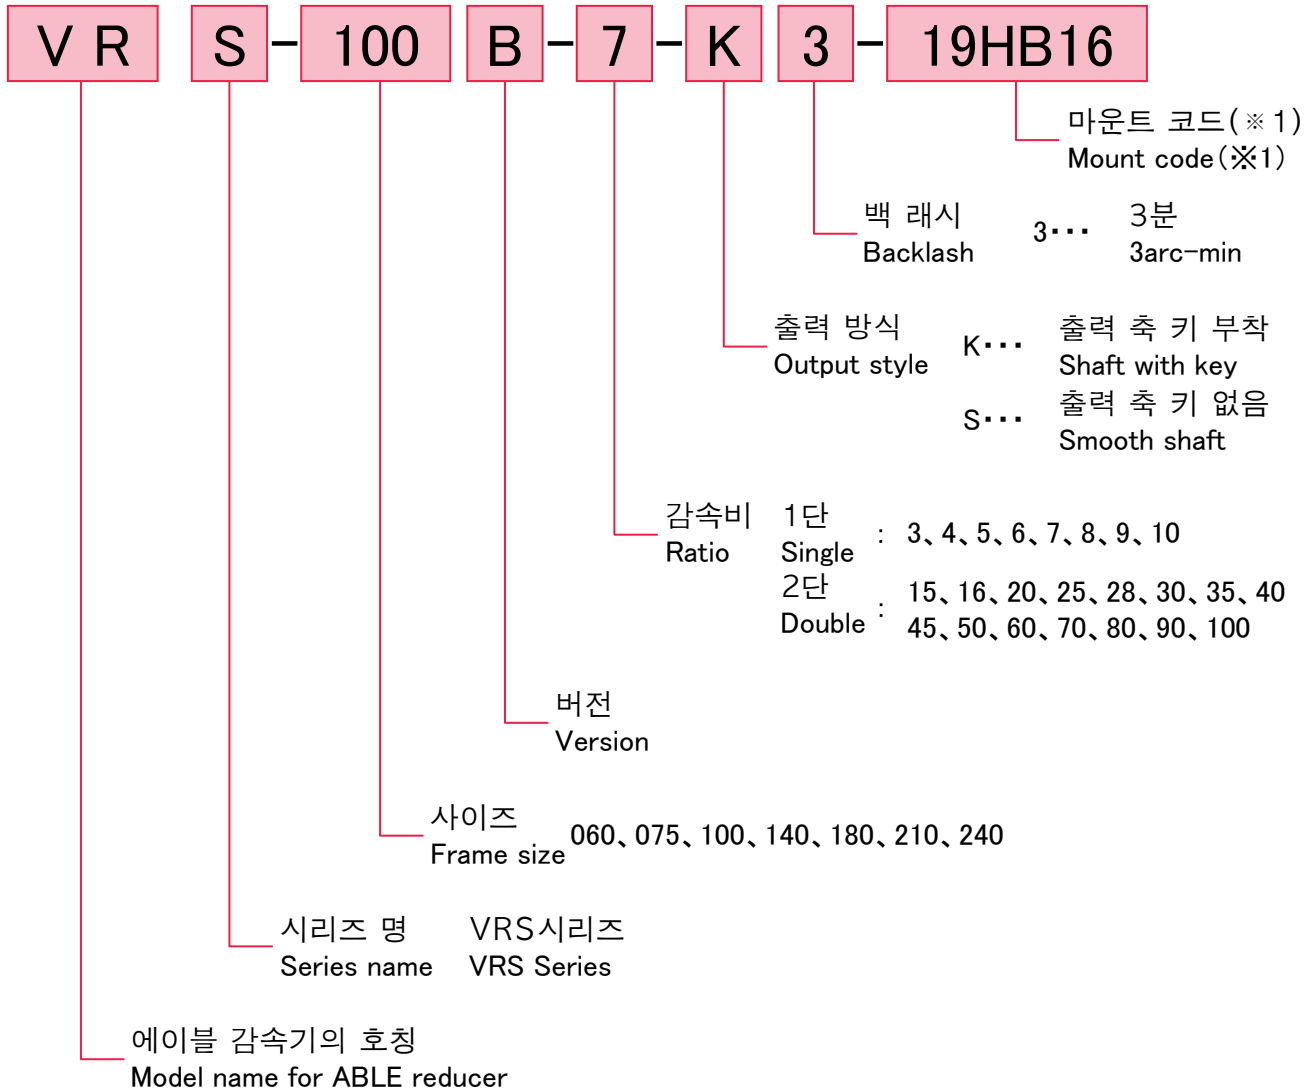 V R S - 100 B - 7 - K 3 - 19HB16
마운트 코드(※1)
Mount code(※1)
백 래시 3··· 3분
Backlash 3arc-min
출력 방식 K··· 출력 축 키 부착
Output style Shaft with key
S··· 출력 축 키 없음
Smooth shaft
감속비 1단 : 3、4、5、6、7、8、9、10
Ratio Single
2단 : 15、16、20、25、28、30、35、40
Double 45、50、60、70、80、90、100
버전
Version
사이즈 060、075、100、140、180、210、240
Frame size
시리즈 명 VRS시리즈
Series name VRS Series
에이블 감속기의 호칭
Model name for ABLE reducer